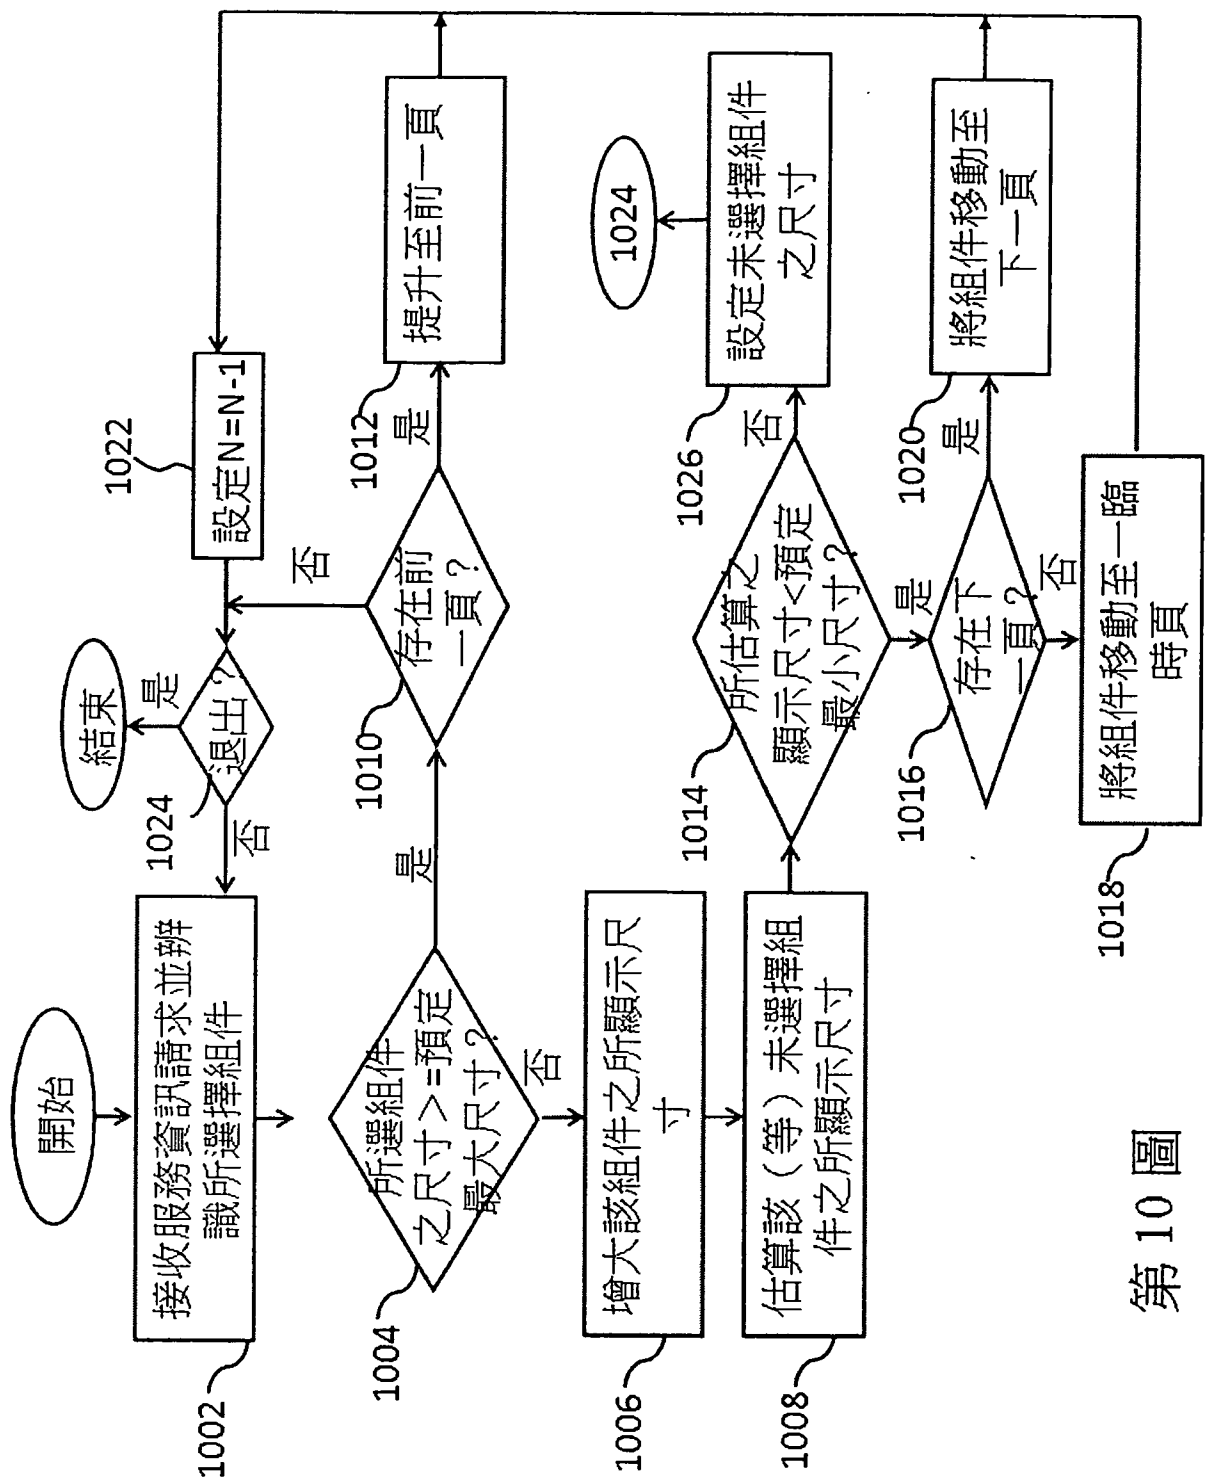 開始
接收服務資訊請求並辨
識所選擇組件
1002
所選組件
之尺寸>=預定
最大尺寸?
1004
否
是
增大該組件之所顯示尺
寸
1006
估算該(等)未選擇組
件之所顯示尺寸
1008
結束
是
退出?
1024
否
設定N=N-1
1022
否
存在前
一頁?
1010
是
提升至前一頁
1012
所估算之
顯示尺寸<預定
最小尺寸?
1014
否
是
設定未選擇組件
之尺寸
1026
1024
存在下
一頁?
1016
是
否
將組件移動至
下一頁
1020
將組件移動至一臨
時頁
1018
第 10 圖